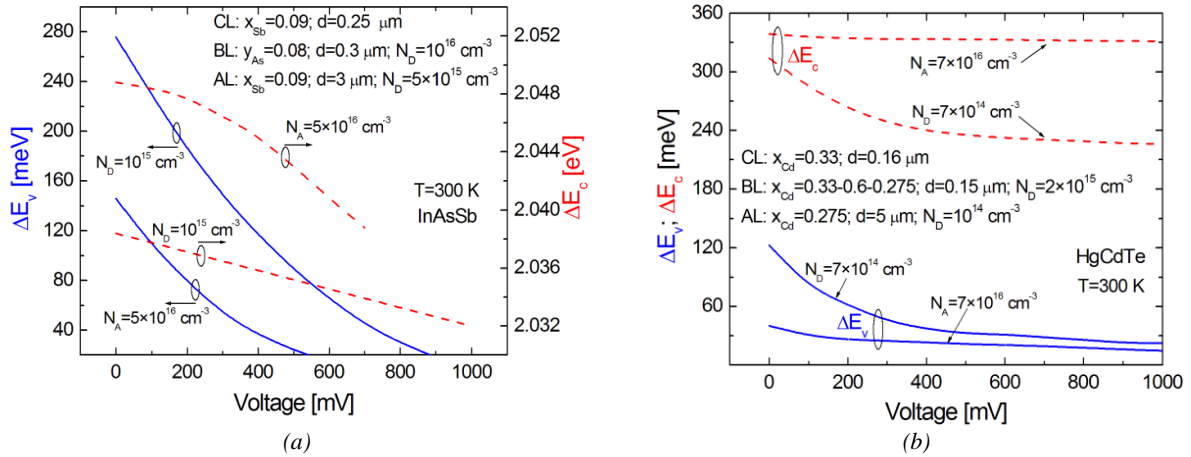 CL: x_Sb=0.09; d=0.25 μm
BL: y_As=0.08; d=0.3 μm; N_D=10^16 cm^-3
AL: x_Sb=0.09; d=3 μm; N_D=5×10^15 cm^-3
280
240
200
160
120
80
40
ΔE_v [meV]
2.052
2.048
2.044
2.040
2.036
2.032
ΔE_c [eV]
N_A=5×10^16 cm^-3
N_D=10^15 cm^-3
T=300 K
InAsSb
N_D=10^15 cm^-3
N_A=5×10^16 cm^-3
0 200 400 600 800 1000
Voltage [mV]
(a)
360
300
240
180
120
60
ΔE_v; ΔE_c [meV]
ΔE_c
N_A=7×10^16 cm^-3
N_D=7×10^14 cm^-3
CL: x_Cd=0.33; d=0.16 μm
BL: x_Cd=0.33-0.6-0.275; d=0.15 μm; N_D=2×10^15 cm^-3
AL: x_Cd=0.275; d=5 μm; N_D=10^14 cm^-3
HgCdTe
T=300 K
N_D=7×10^14 cm^-3
N_A=7×10^16 cm^-3
ΔE_v
0 200 400 600 800 1000
Voltage [mV]
(b)